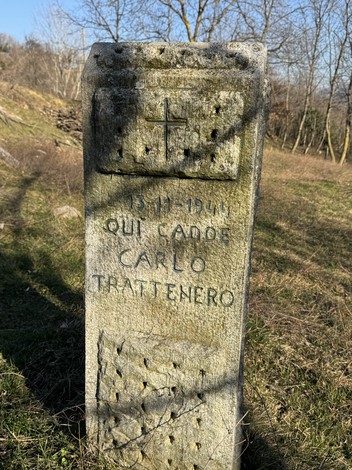 13-11-1944
QUI CADDE
CARLO
TRATTENERO